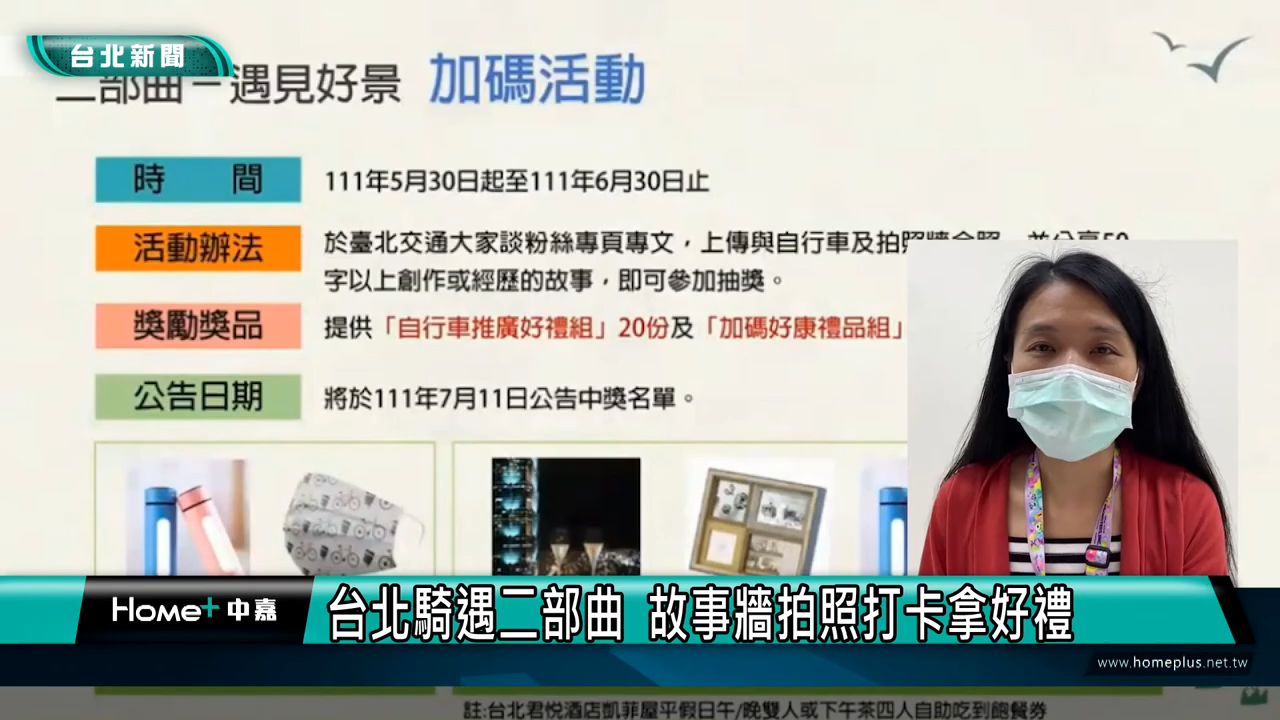 台北新聞
二部曲－遇見好景 加碼活動
時 間
111年5月30日起至111年6月30日止
活動辦法
於臺北交通大家談粉絲專頁專文，上傳與自行車及拍照牆合照，並分享50
字以上創作或經歷的故事，即可參加抽獎。
獎勵獎品
提供「自行車推廣好禮組」20份及「加碼好康禮品組」
公告日期
將於111年7月11日公告中獎名單。
Home+中嘉
台北騎遇二部曲 故事牆拍照打卡拿好禮
www.homeplus.net.tw
註:台北君悅酒店凱菲屋平假日午/晚雙人或下午茶四人自助吃到飽餐券